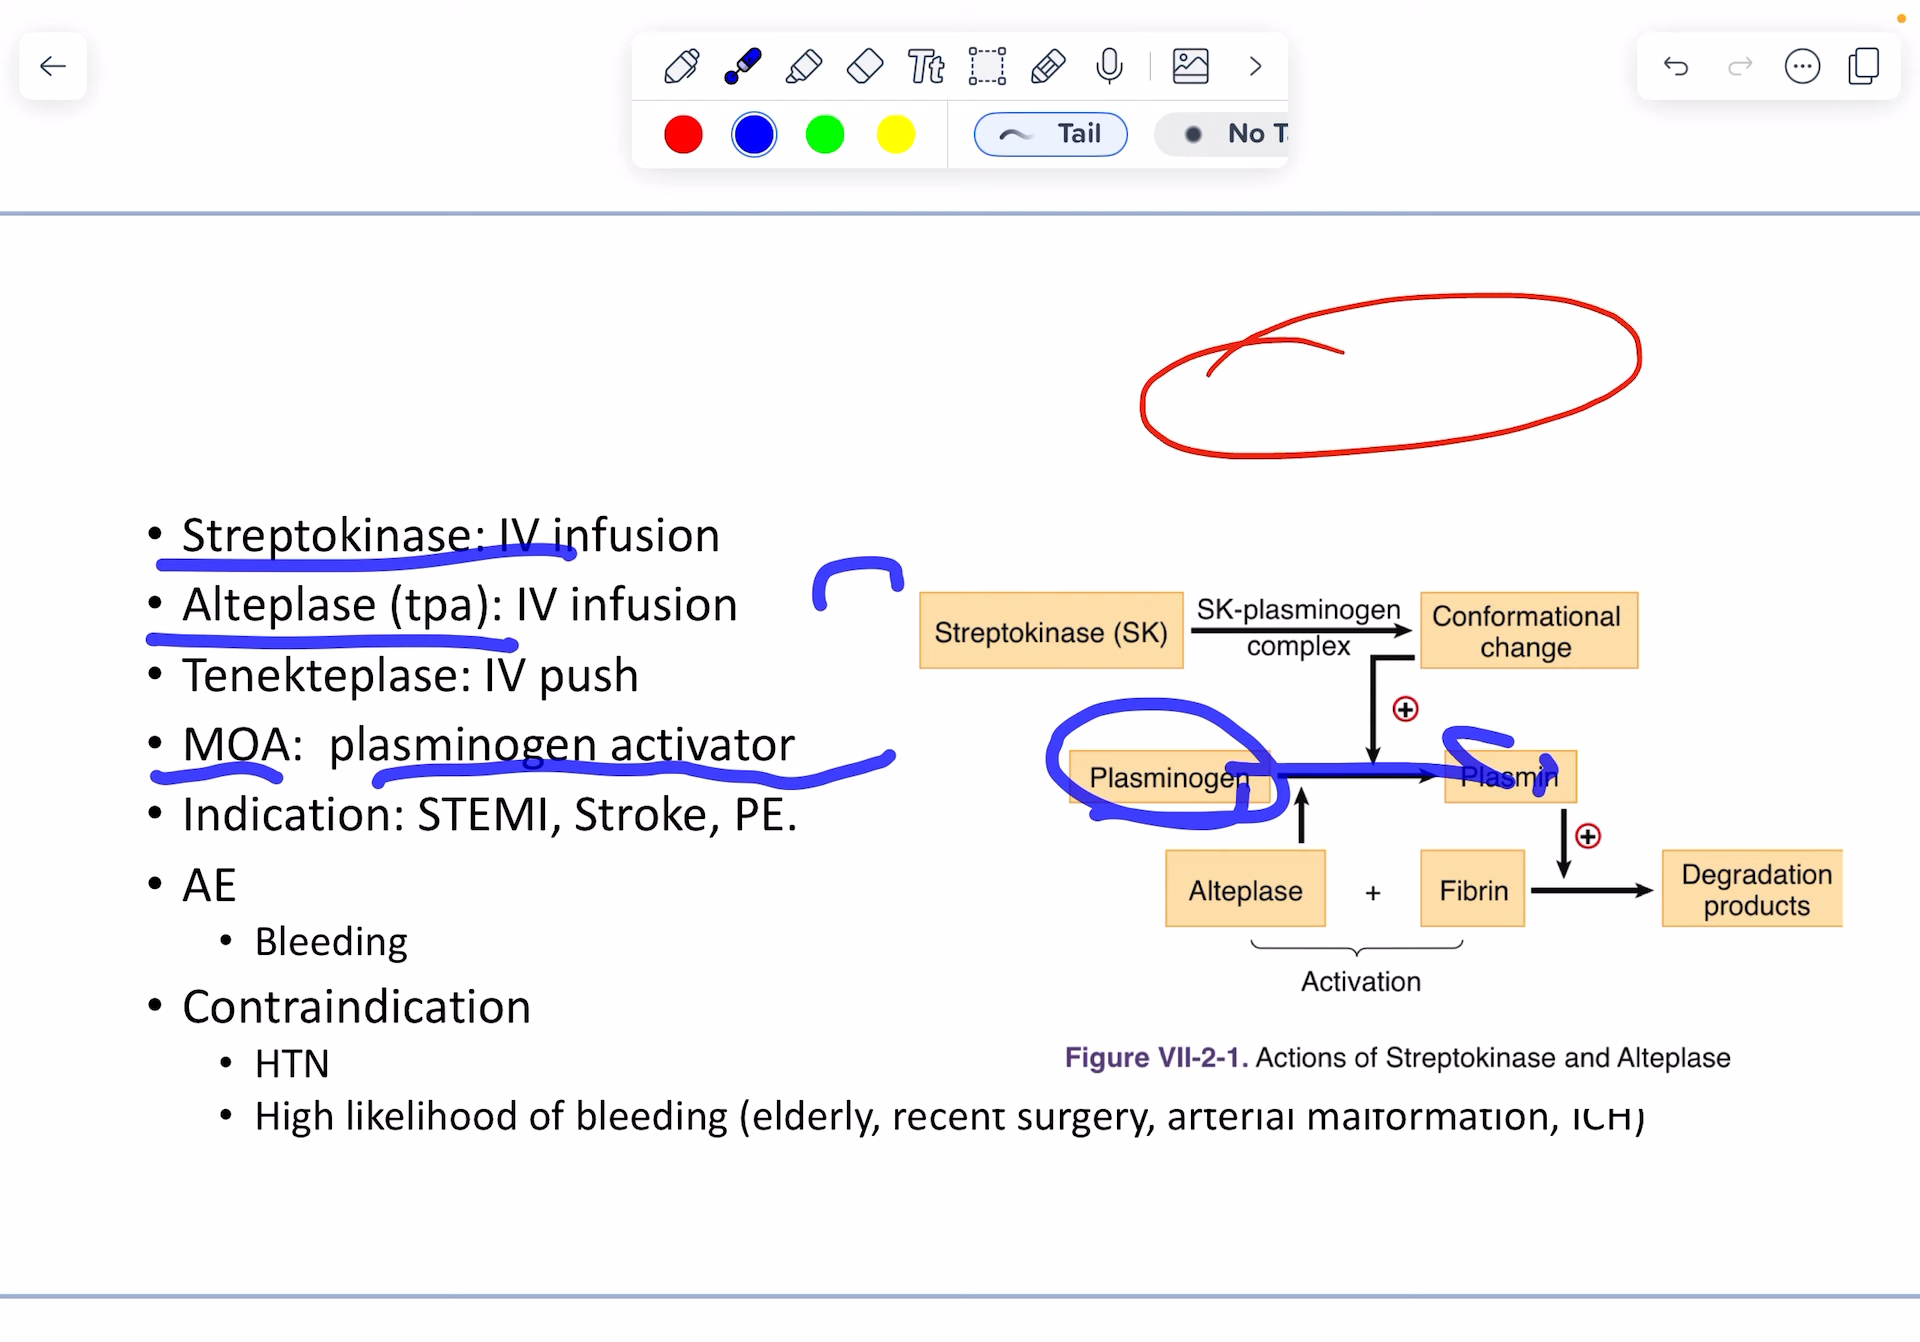 Tt
Tail
No T
• Streptokinase: IV infusion
• Alteplase (tpa): IV infusion
• Tenekteplase: IV push
• MOA: plasminogen activator
• Indication: STEMI, Stroke, PE.
• AE
• Bleeding
• Contraindication
• HTN
• High likelihood of bleeding (elderly, recent surgery, arterial malformation, ICH)
Streptokinase (SK)
SK-plasminogen
complex
Conformational
change
Plasminogen
Plasmin
Alteplase
+
Fibrin
Degradation
products
Activation
Figure VII-2-1. Actions of Streptokinase and Alteplase